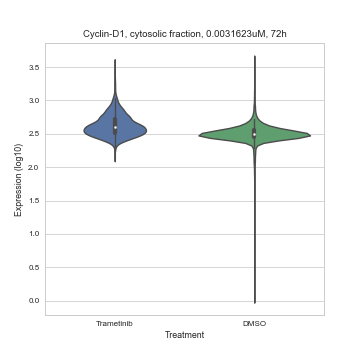 Cyclin-D1, cytosolic fraction, 0.0031623uM, 72h
3.5
3.0
2.5
2.0
1.5
1.0
0.5
0.0
Expression (log10)
Trametinib DMSO
Treatment